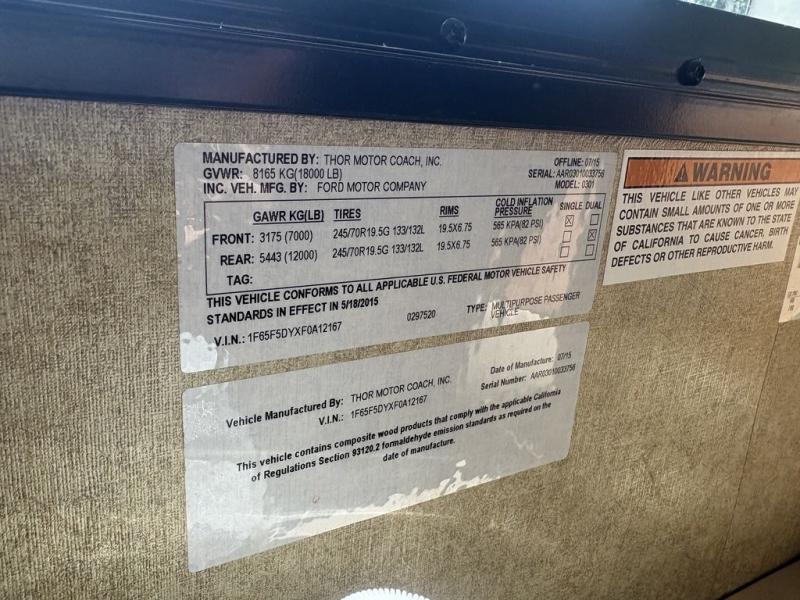 MANUFACTURED BY: THOR MOTOR COACH, INC. OFFLINE: 07/15
GVWR: 8165 KG(18000 LB) SERIAL: AAR03010033756
INC. VEH. MFG. BY: FORD MOTOR COMPANY MODEL: 0301
GAWR KG(LB) TIRES RIMS COLD INFLATION PRESSURE SINGLE DUAL
FRONT: 3175 (7000) 245/70R19.5G 133/132L 19.5X6.75 565 KPA(82 PSI) ☒ ☐
REAR: 5443 (12000) 245/70R19.5G 133/132L 19.5X6.75 565 KPA(82 PSI) ☐ ☒
TAG: ☐ ☐
THIS VEHICLE CONFORMS TO ALL APPLICABLE U.S. FEDERAL MOTOR VEHICLE SAFETY
STANDARDS IN EFFECT IN 5/18/2015
V.I.N.: 1F65F5DYXF0A12167 0297520 TYPE: MULTIPURPOSE PASSENGER
VEHICLE
Vehicle Manufactured By: THOR MOTOR COACH, INC. Date of Manufacture: 07/15
V.I.N.: 1F65F5DYXF0A12167 Serial Number: AAR03010033756
This vehicle contains composite wood products that comply with the applicable California
of Regulations Section 93120.2 formaldehyde emission standards as required on the
date of manufacture.
WARNING
THIS VEHICLE LIKE OTHER VEHICLES MAY
CONTAIN SMALL AMOUNTS OF ONE OR MORE
SUBSTANCES THAT ARE KNOWN TO THE STATE
OF CALIFORNIA TO CAUSE CANCER, BIRTH
DEFECTS OR OTHER REPRODUCTIVE HARM.